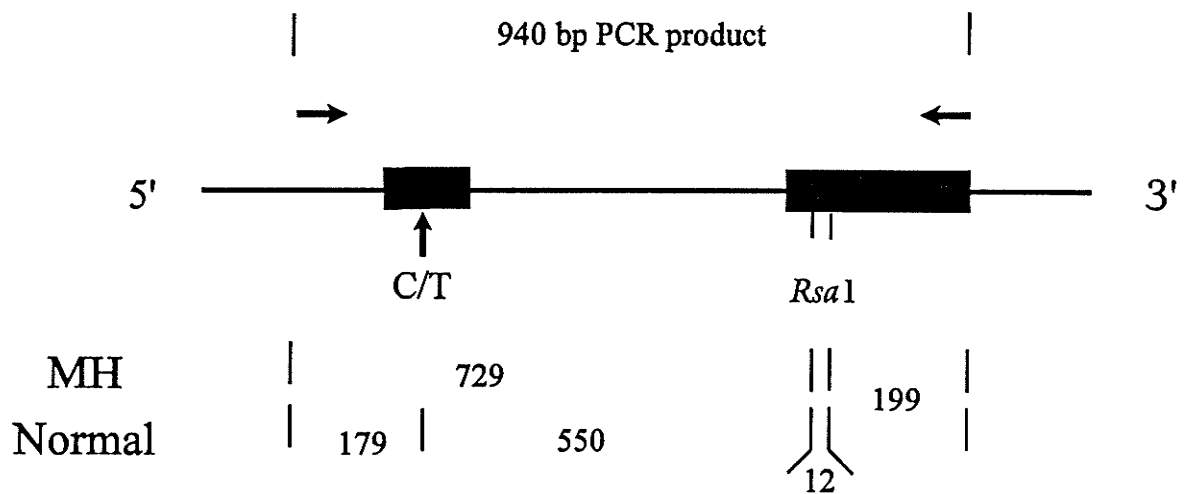 940 bp PCR product
5'
3'
C/T
Rsa1
MH
729
199
Normal
179
550
12